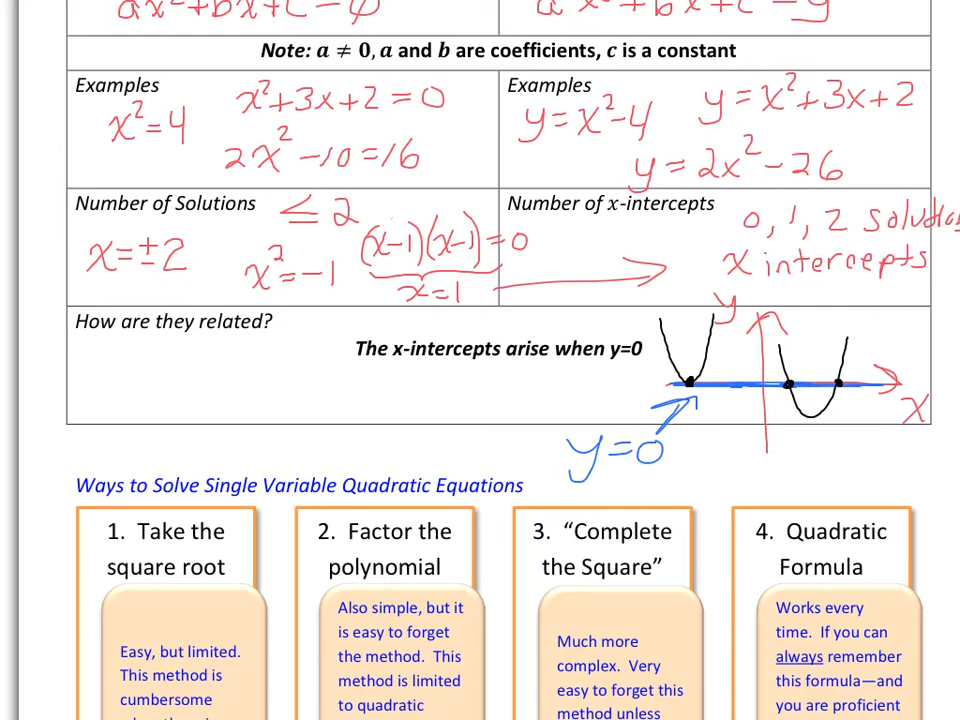 ax²+bx+c=0
ax²+bx+c=y
Note: a ≠ 0, a and b are coefficients, c is a constant
Examples
x²+3x+2=0
x²=4
2x²-10=16
Examples
y=x²+3x+2
y=x²-4
y=2x²-26
Number of Solutions
≤2
x=±2
(x-1)(x-1)=0
x²=-1
x=1
Number of x-intercepts
0, 1, 2
x intercepts
How are they related?
The x-intercepts arise when y=0
y
x
y=0
Ways to Solve Single Variable Quadratic Equations
1. Take the
square root
Easy, but limited.
This method is
cumbersome
2. Factor the
polynomial
Also simple, but it
is easy to forget
the method. This
method is limited
to quadratic
3. “Complete
the Square”
Much more
complex. Very
easy to forget this
method unless
4. Quadratic
Formula
Works every
time. If you can
always remember
this formula—and
you are proficient